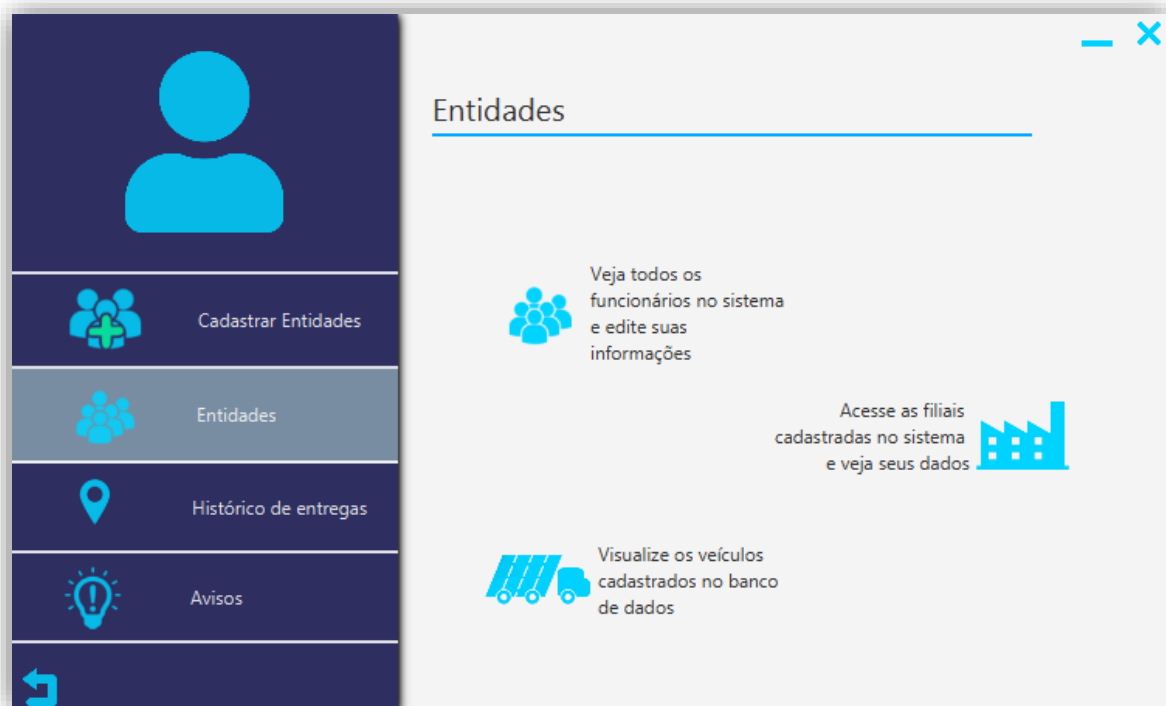 Cadastrar Entidades
Entidades
Histórico de entregas
Avisos
Entidades
Veja todos os
funcionários no sistema
e edite suas
informações
Acesse as filiais
cadastradas no sistema
e veja seus dados
Visualize os veículos
cadastrados no banco
de dados